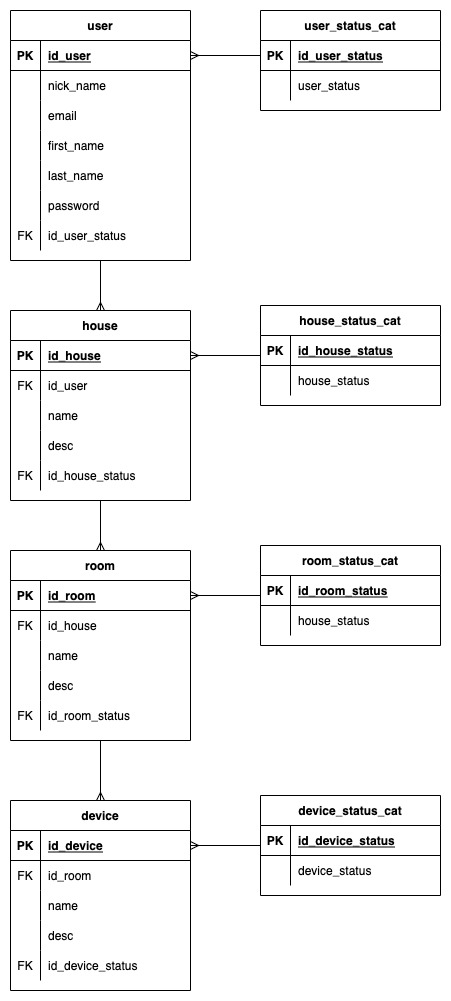 user
PK id_user
nick_name
email
first_name
last_name
password
FK id_user_status
user_status_cat
PK id_user_status
user_status
house
PK id_house
FK id_user
name
desc
FK id_house_status
house_status_cat
PK id_house_status
house_status
room
PK id_room
FK id_house
name
desc
FK id_room_status
room_status_cat
PK id_room_status
house_status
device
PK id_device
FK id_room
name
desc
FK id_device_status
device_status_cat
PK id_device_status
device_status